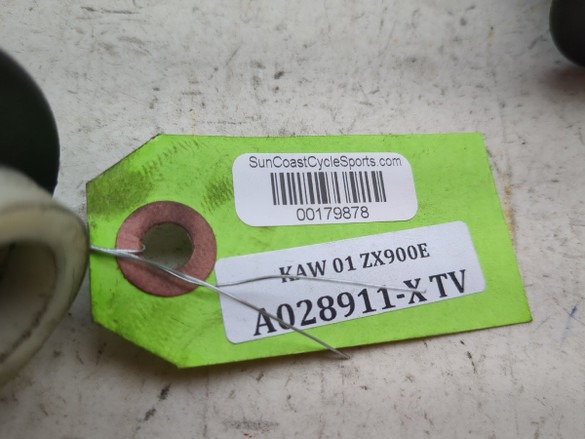 SunCoastCycleSports.com
00179878
KAW 01 ZX900E
A028911-X TV